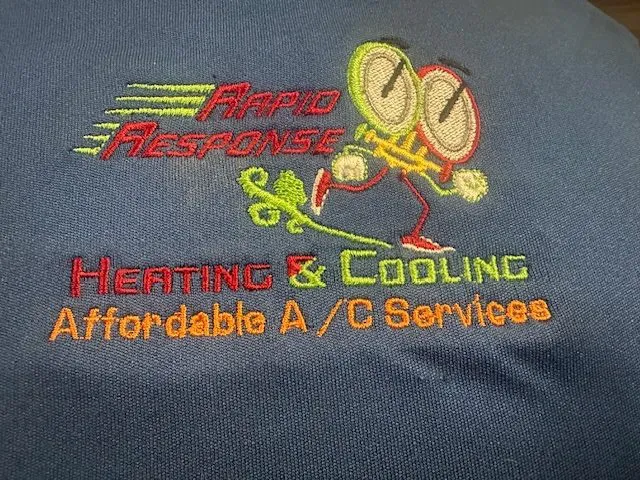 RAPID
RESPONSE
HEATING & COOLING
Affordable A/C Services